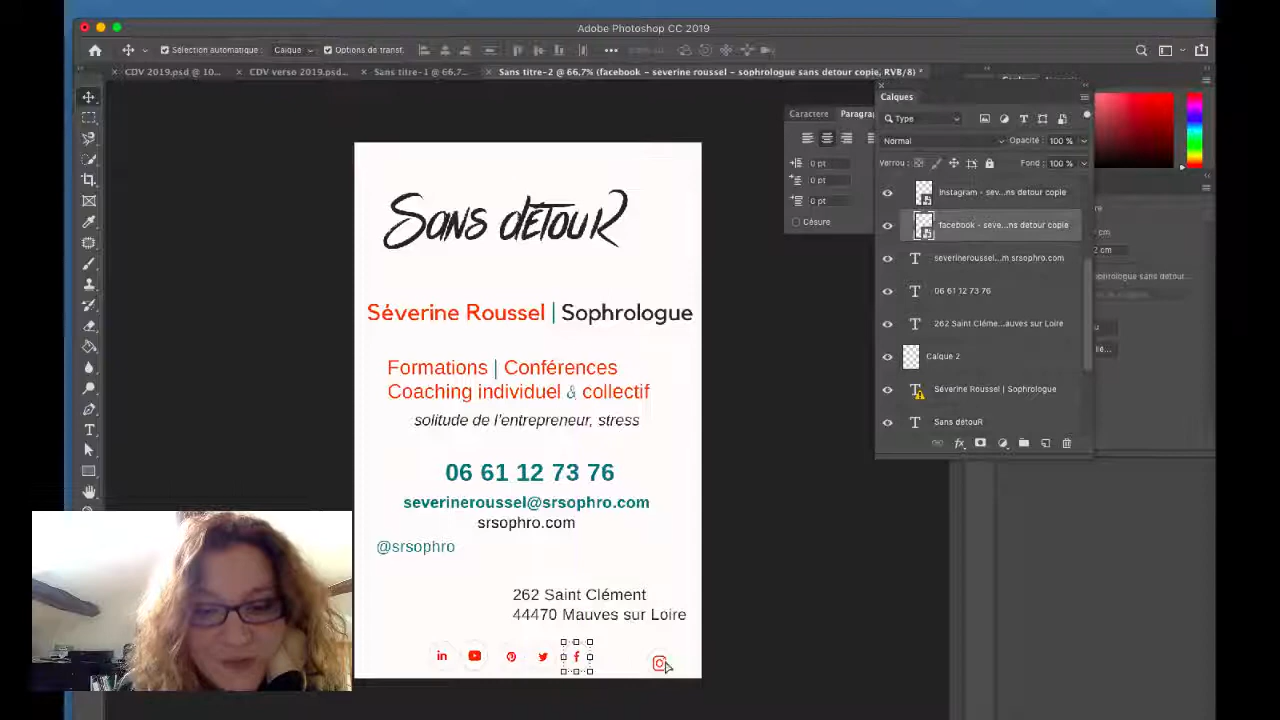 Adobe Photoshop CC 2019
Sélection automatique : Calque Options de transf.
CDV 2019.psd @ 10...
CDV verso 2019.psd...
Sans titre-1 @ 66,7...
Sans titre-2 @ 66,7% (facebook - severine roussel - sophrologue sans detour copie, RVB/8) *
Calques
Caractere Paragra
Type
Normal Opacité : 100 %
Verrou : Fond : 100 %
0 pt
0 pt
0 pt
Césure
instagram - sev...ns detour copie
facebook - seve...ns detour copie
severineroussel...m srsophro.com
06 61 12 73 76
262 Saint Cléme...auves sur Loire
Calque 2
Séverine Roussel | Sophrologue
Sans détouR
Sans détouR
Séverine Roussel | Sophrologue
Formations | Conférences
Coaching individuel & collectif
solitude de l'entrepreneur, stress
06 61 12 73 76
severineroussel@srsophro.com
srsophro.com
@srsophro
262 Saint Clément
44470 Mauves sur Loire